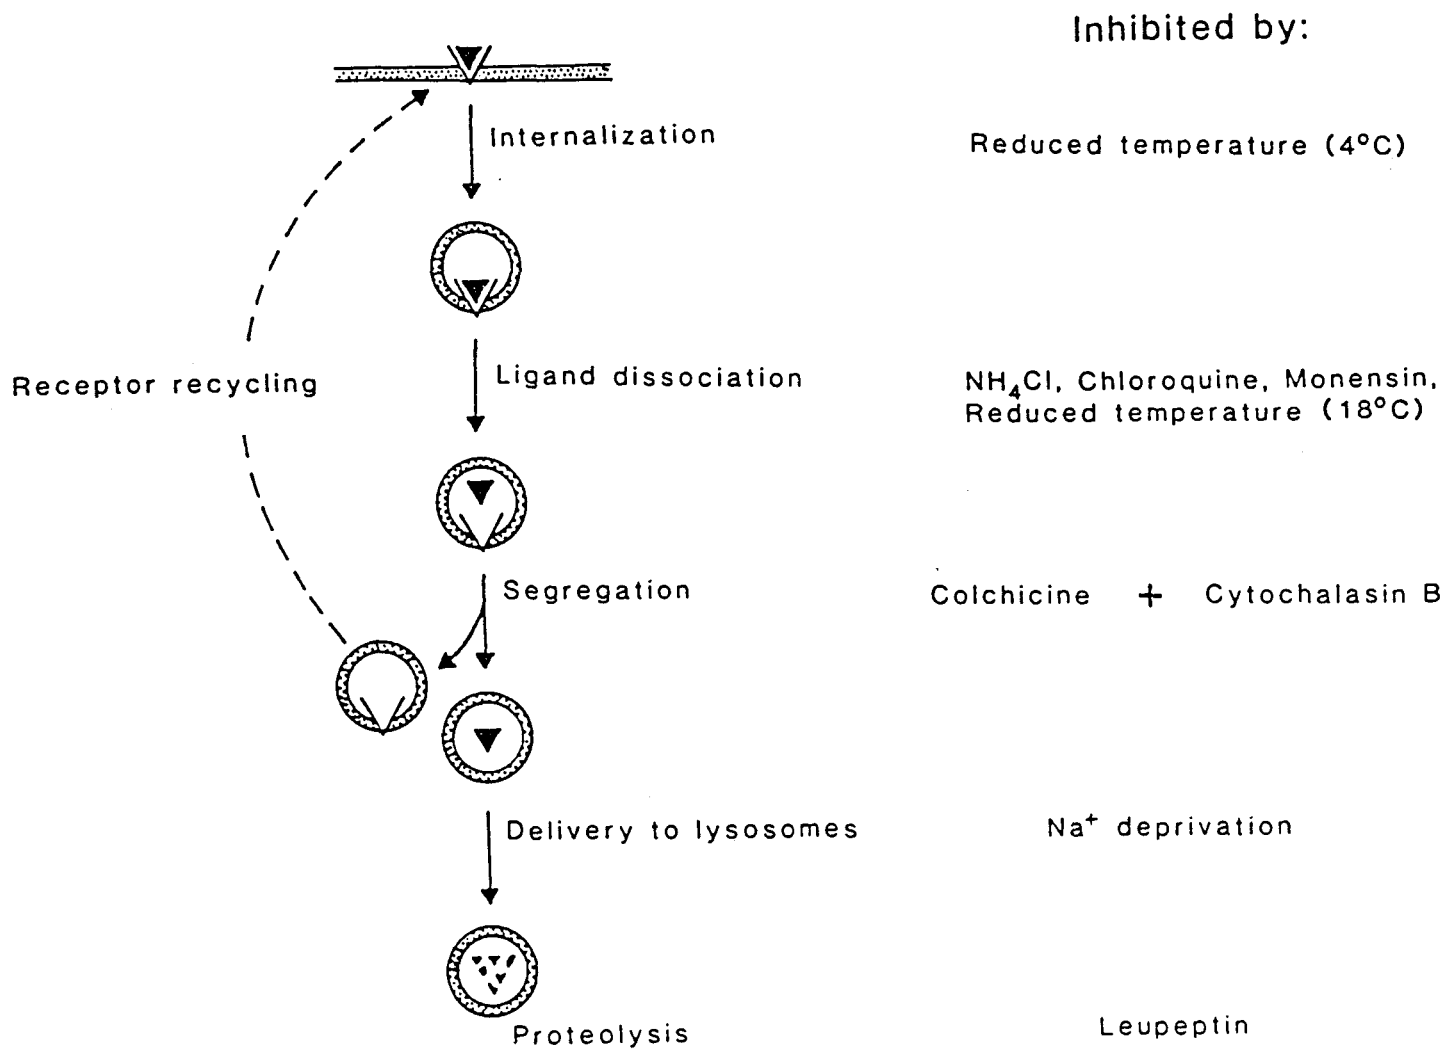 Inhibited by:
Internalization
Reduced temperature (4°C)
Receptor recycling
Ligand dissociation
NH₄Cl, Chloroquine, Monensin,
Reduced temperature (18°C)
Segregation
Colchicine + Cytochalasin B
Delivery to lysosomes
Na⁺ deprivation
Proteolysis
Leupeptin